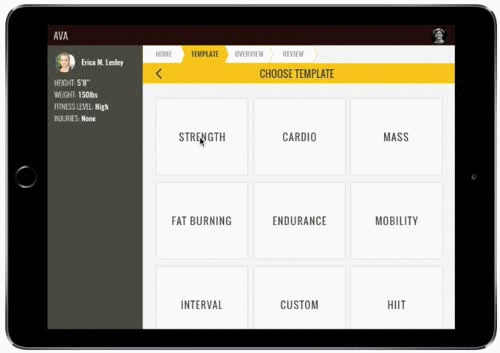 AVA
Erica M. Lesley
HEIGHT: 5'8"
WEIGHT: 150lbs
FITNESS LEVEL: High
INJURIES: None
HOME TEMPLATE OVERVIEW REVIEW
CHOOSE TEMPLATE
STRENGTH CARDIO MASS
FAT BURNING ENDURANCE MOBILITY
INTERVAL CUSTOM HIIT